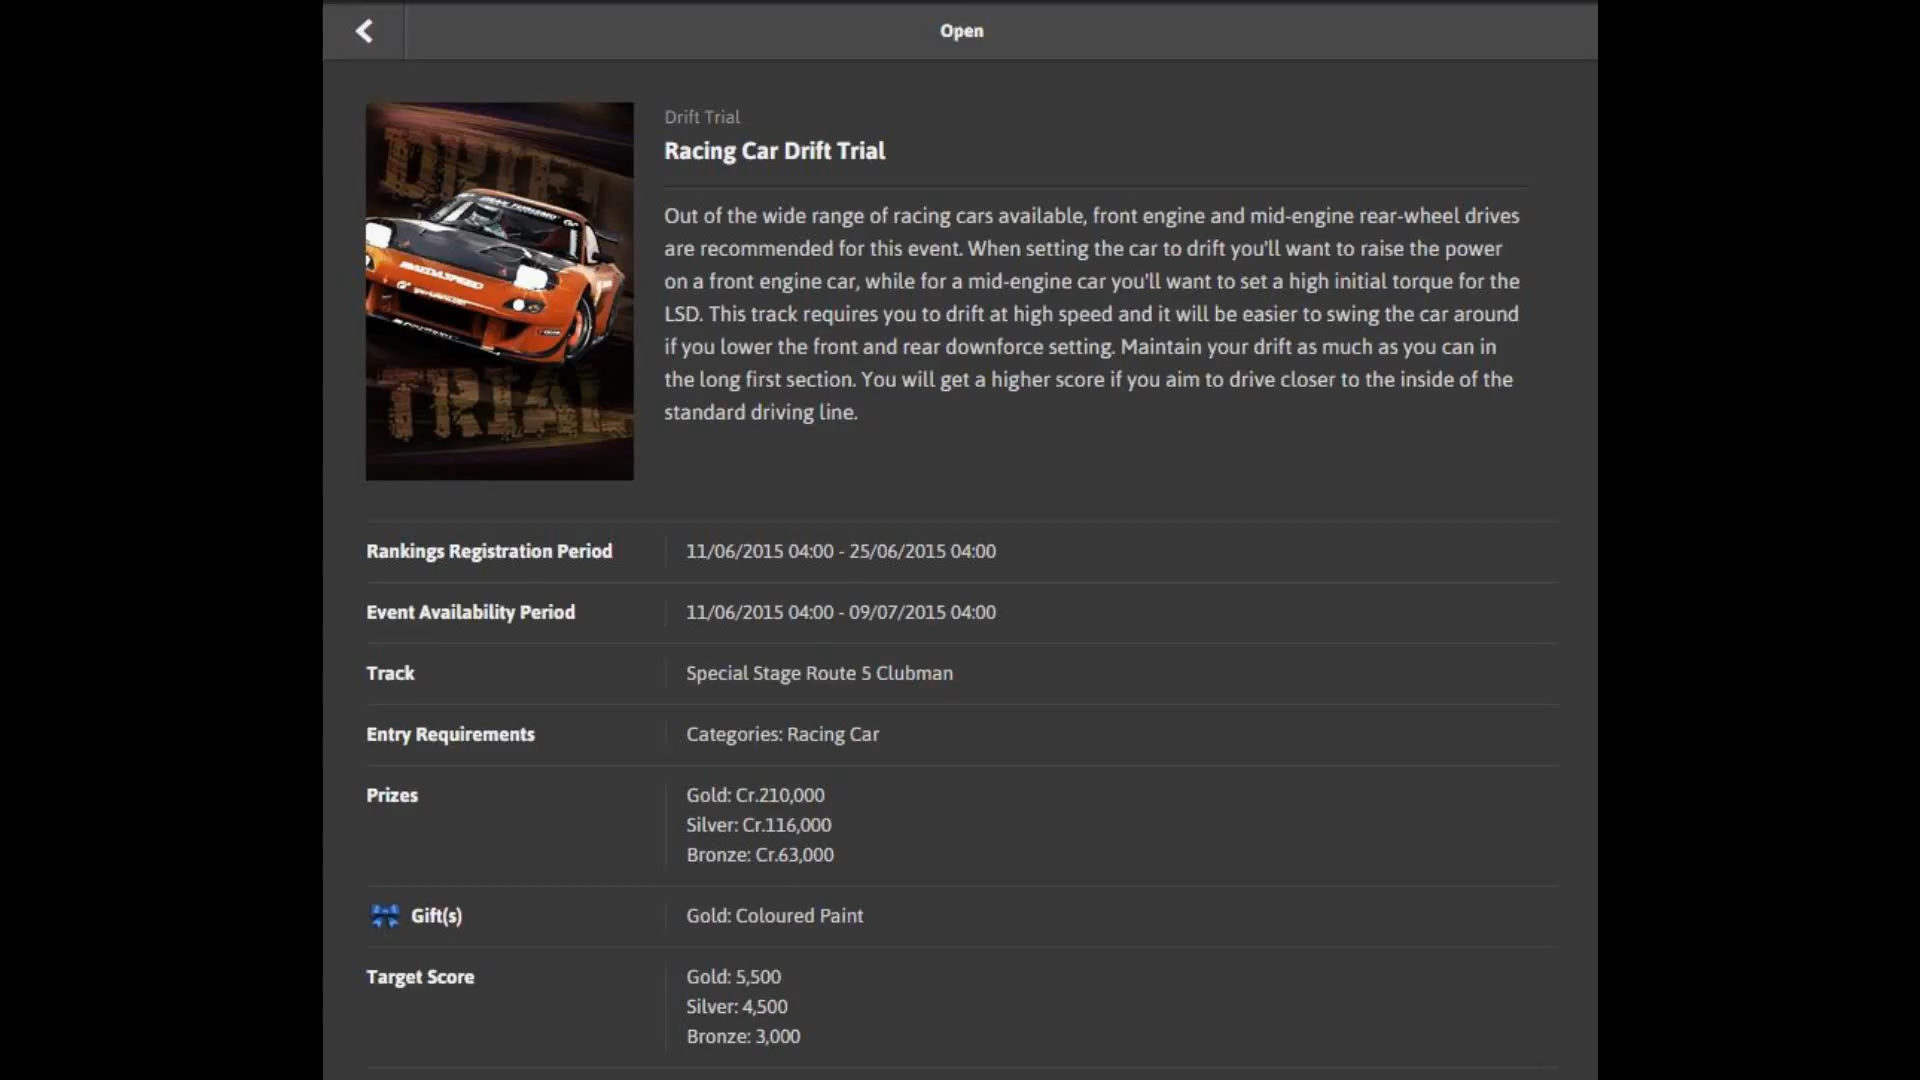 Open
DRIFT
MAZDASPEED
TRIAL
Drift Trial
Racing Car Drift Trial
Out of the wide range of racing cars available, front engine and mid-engine rear-wheel drives
are recommended for this event. When setting the car to drift you'll want to raise the power
on a front engine car, while for a mid-engine car you'll want to set a high initial torque for the
LSD. This track requires you to drift at high speed and it will be easier to swing the car around
if you lower the front and rear downforce setting. Maintain your drift as much as you can in
the long first section. You will get a higher score if you aim to drive closer to the inside of the
standard driving line.
Rankings Registration Period 11/06/2015 04:00 - 25/06/2015 04:00
Event Availability Period 11/06/2015 04:00 - 09/07/2015 04:00
Track Special Stage Route 5 Clubman
Entry Requirements Categories: Racing Car
Prizes Gold: Cr.210,000
Silver: Cr.116,000
Bronze: Cr.63,000
Gift(s) Gold: Coloured Paint
Target Score Gold: 5,500
Silver: 4,500
Bronze: 3,000